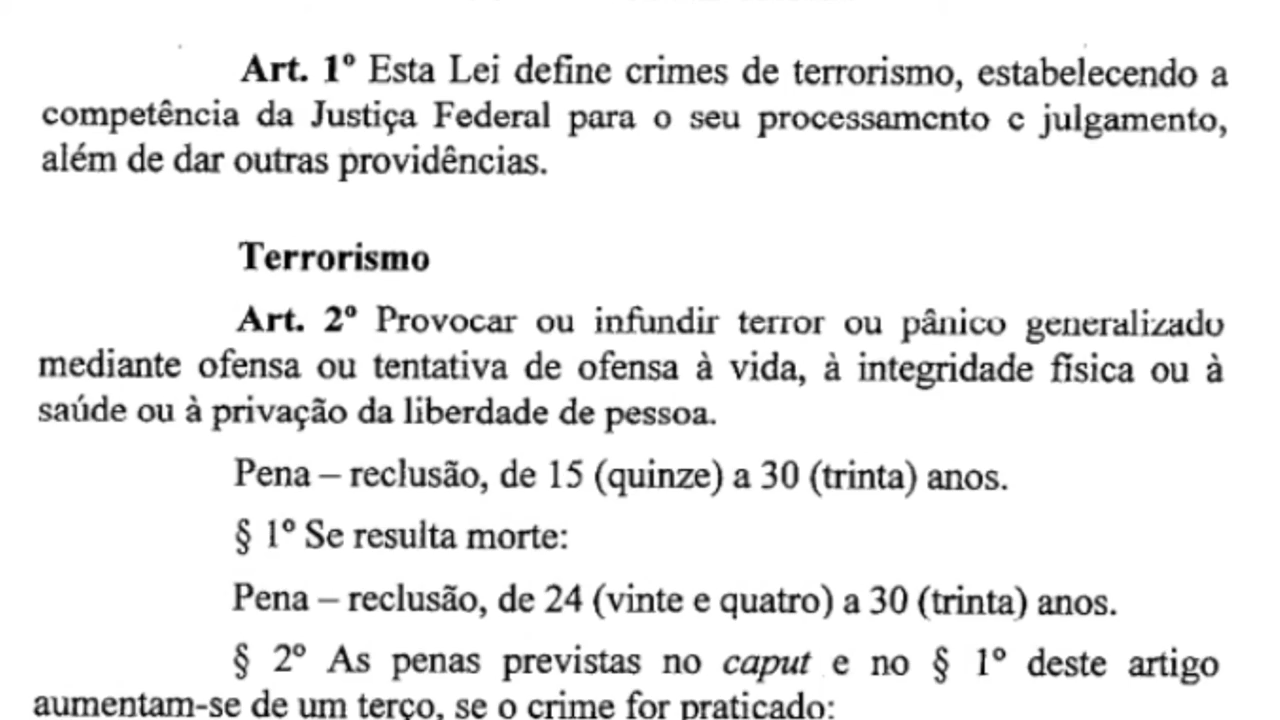 Art. 1º Esta Lei define crimes de terrorismo, estabelecendo a
competência da Justiça Federal para o seu processamento e julgamento,
além de dar outras providências.
Terrorismo
Art. 2º Provocar ou infundir terror ou pânico generalizado
mediante ofensa ou tentativa de ofensa à vida, à integridade física ou à
saúde ou à privação da liberdade de pessoa.
Pena – reclusão, de 15 (quinze) a 30 (trinta) anos.
§ 1º Se resulta morte:
Pena – reclusão, de 24 (vinte e quatro) a 30 (trinta) anos.
§ 2º As penas previstas no caput e no § 1º deste artigo
aumentam-se de um terço, se o crime for praticado: